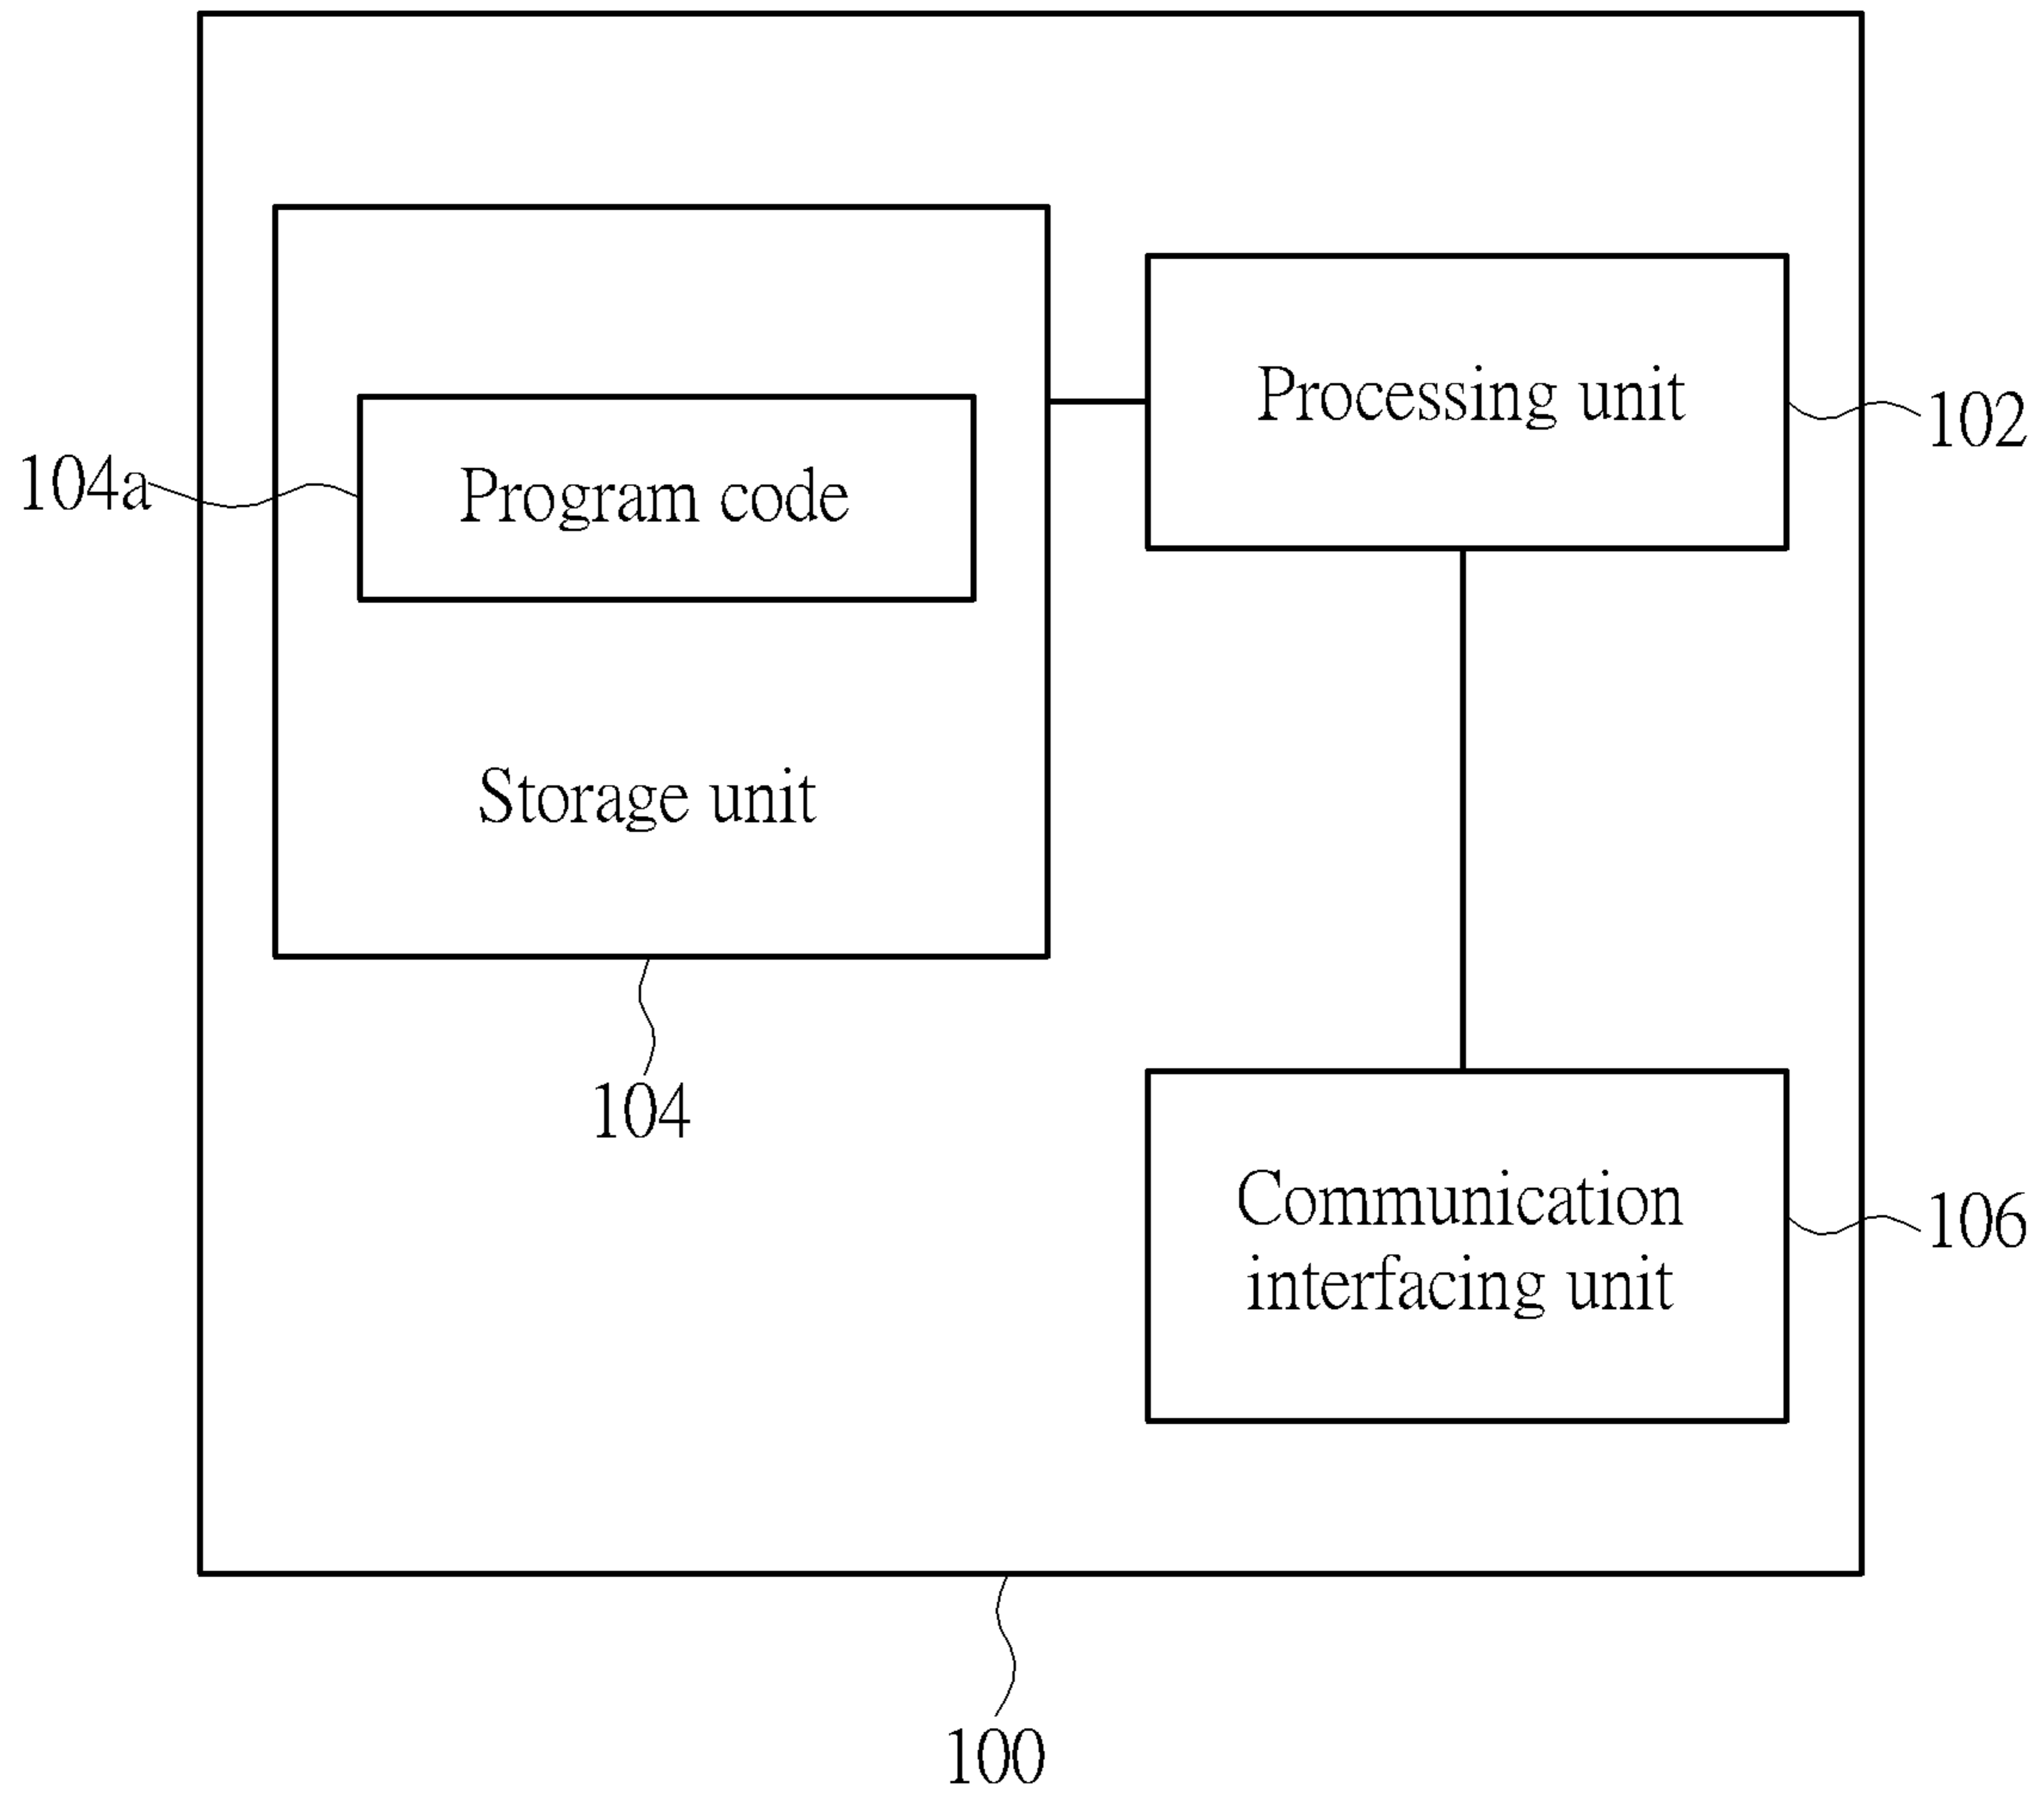 Processing unit
102
104a
Program code
Storage unit
104
Communication
interfacing unit
106
100